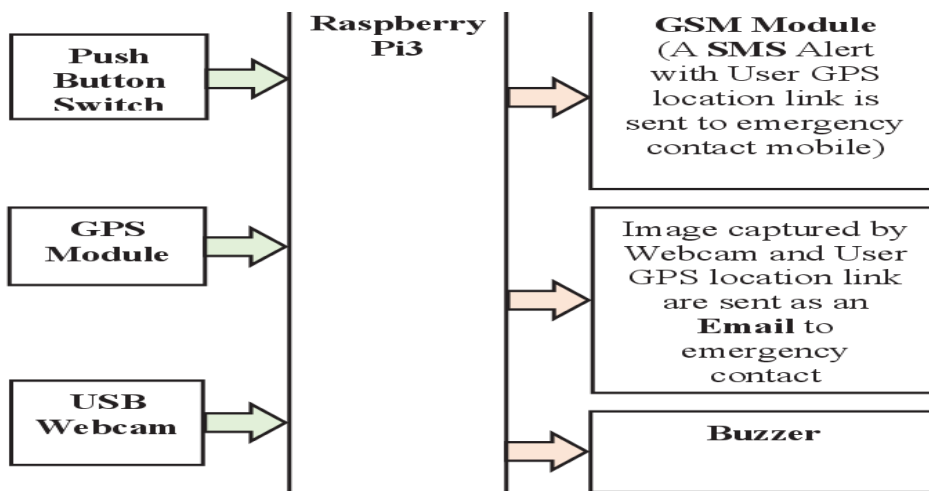 Push
Button
Switch
GPS
Module
USB
Webcam
Raspberry
Pi3
GSM Module
(A SMS Alert
with User GPS
location link is
sent to emergency
contact mobile)
Image captured by
Webcam and User
GPS location link
are sent as an
Email to
emergency
contact
Buzzer